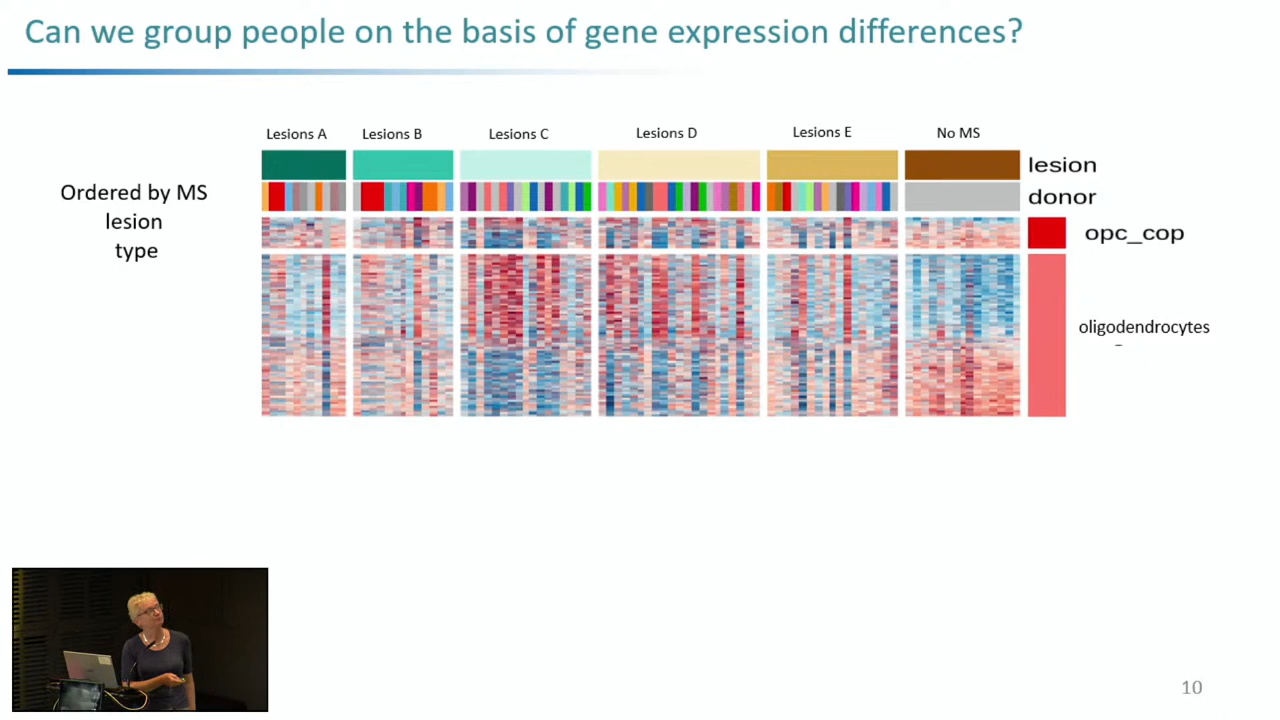 Can we group people on the basis of gene expression differences?
Lesions A
Lesions B
Lesions C
Lesions D
Lesions E
No MS
lesion
donor
Ordered by MS
lesion
type
opc_cop
oligodendrocytes
10